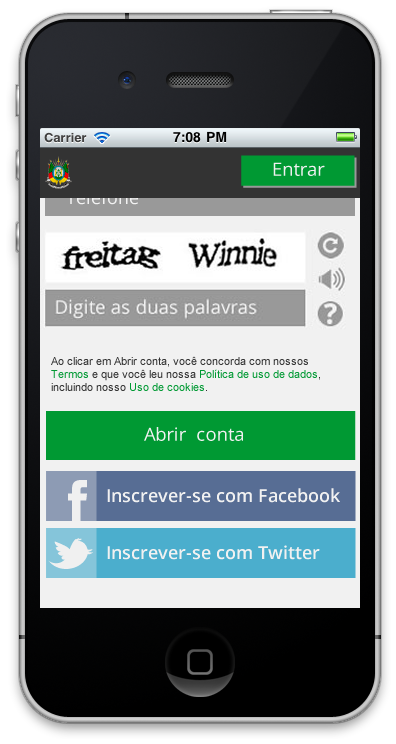 Carrier 7:08 PM
Entrar
Telefone
freitag Winnie
Digite as duas palavras
Ao clicar em Abrir conta, você concorda com nossos
Termos e que você leu nossa Política de uso de dados,
incluindo nosso Uso de cookies.
Abrir conta
Inscrever-se com Facebook
Inscrever-se com Twitter